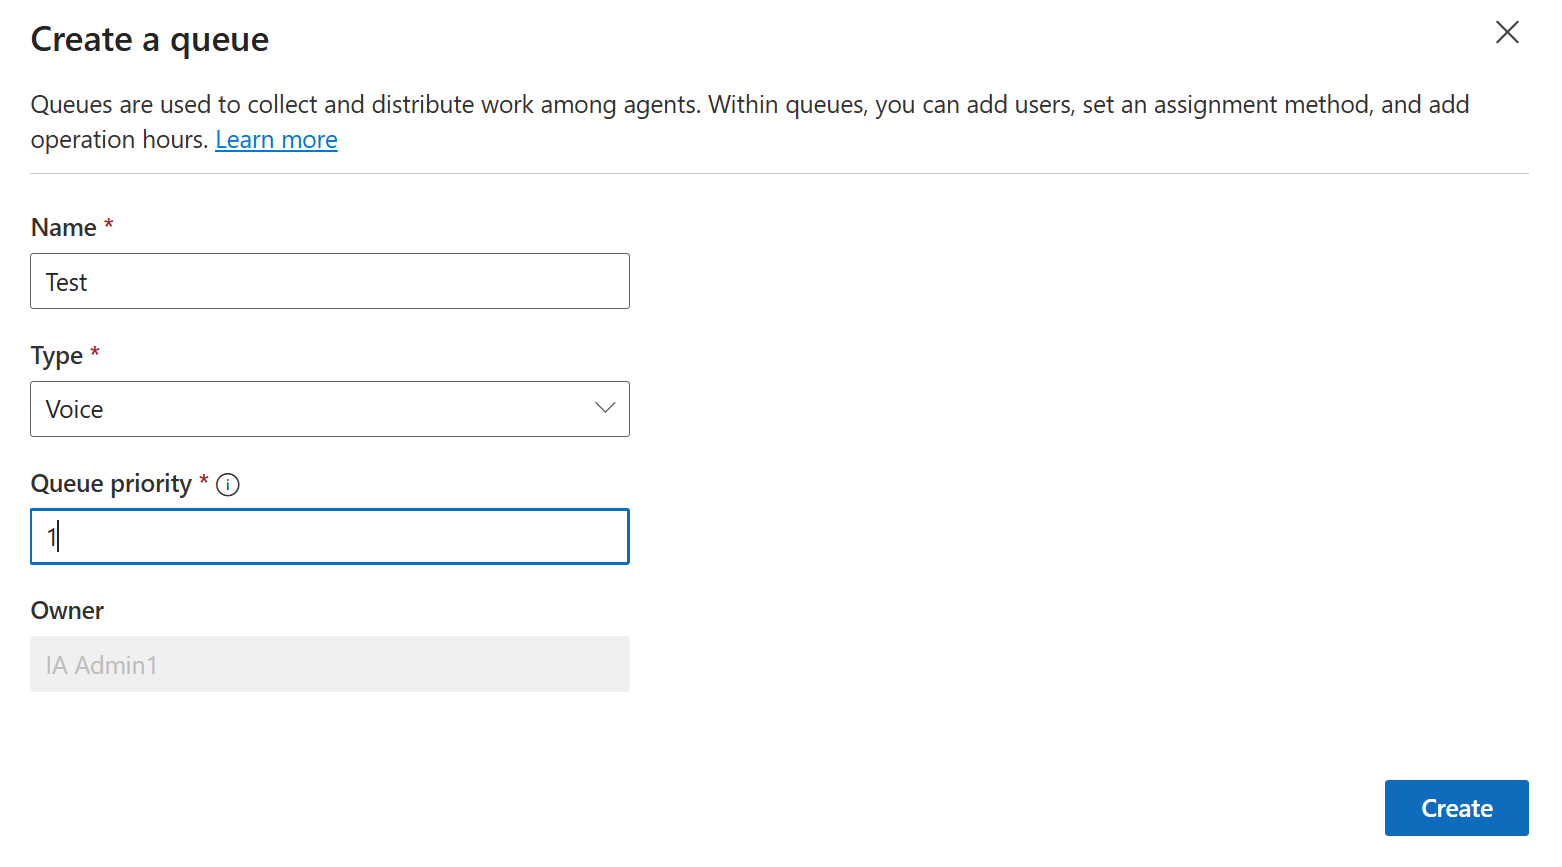 Create a queue
Queues are used to collect and distribute work among agents. Within queues, you can add users, set an assignment method, and add
operation hours. Learn more
Name *
Test
Type *
Voice
Queue priority *
1
Owner
IA Admin1
Create